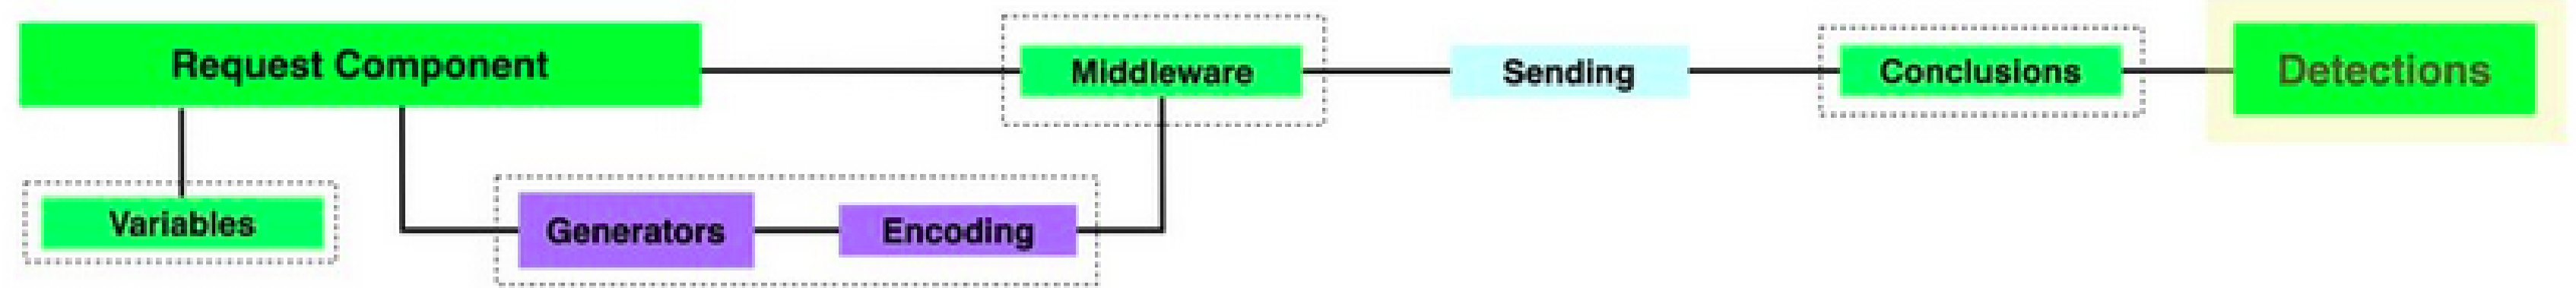 Request Component
Middleware
Sending
Conclusions
Detections
Variables
Generators
Encoding